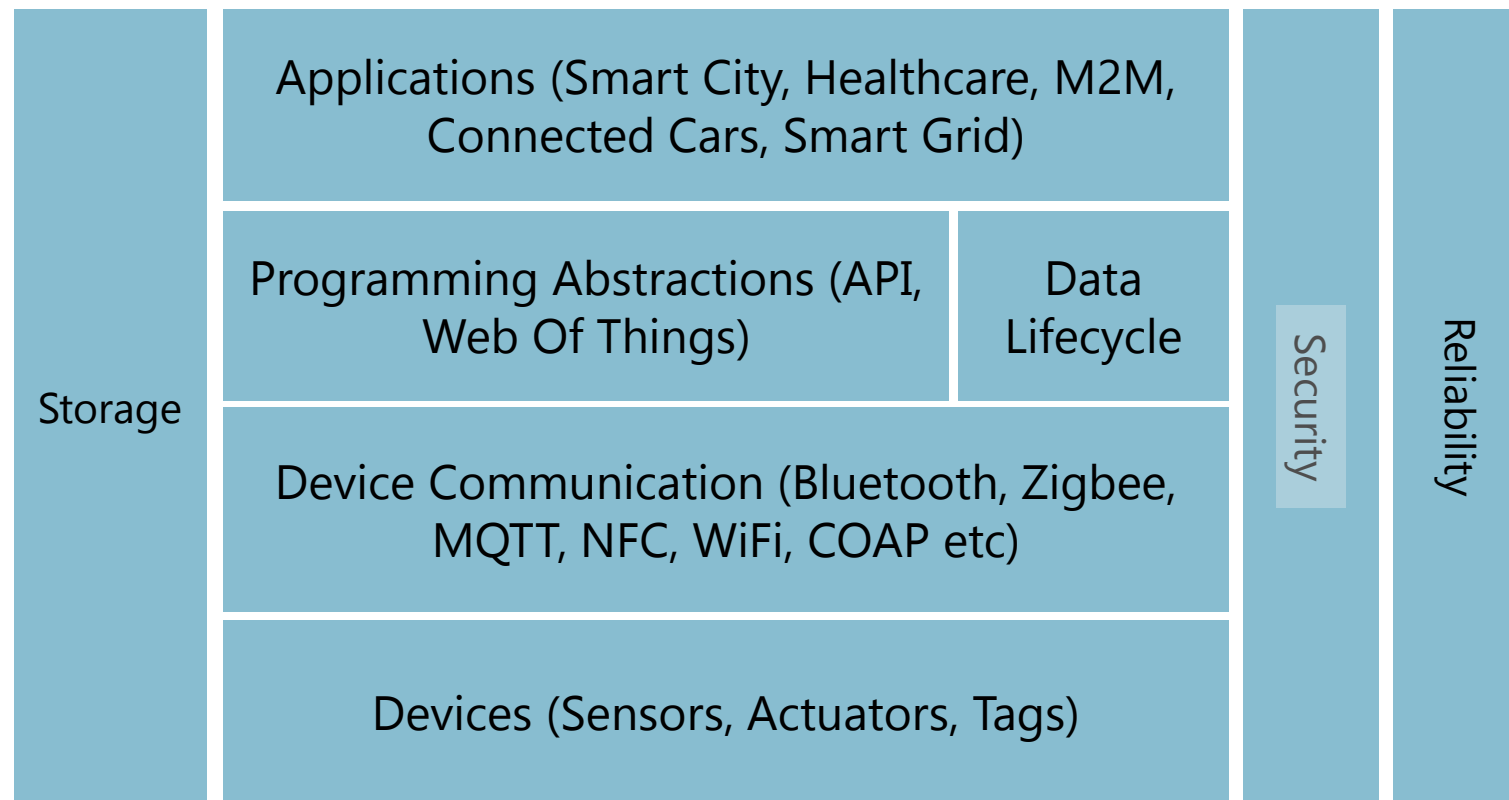 Storage
Applications (Smart City, Healthcare, M2M,
Connected Cars, Smart Grid)
Programming Abstractions (API,
Web Of Things)
Data
Lifecycle
Device Communication (Bluetooth, Zigbee,
MQTT, NFC, WiFi, COAP etc)
Devices (Sensors, Actuators, Tags)
Security
Reliability